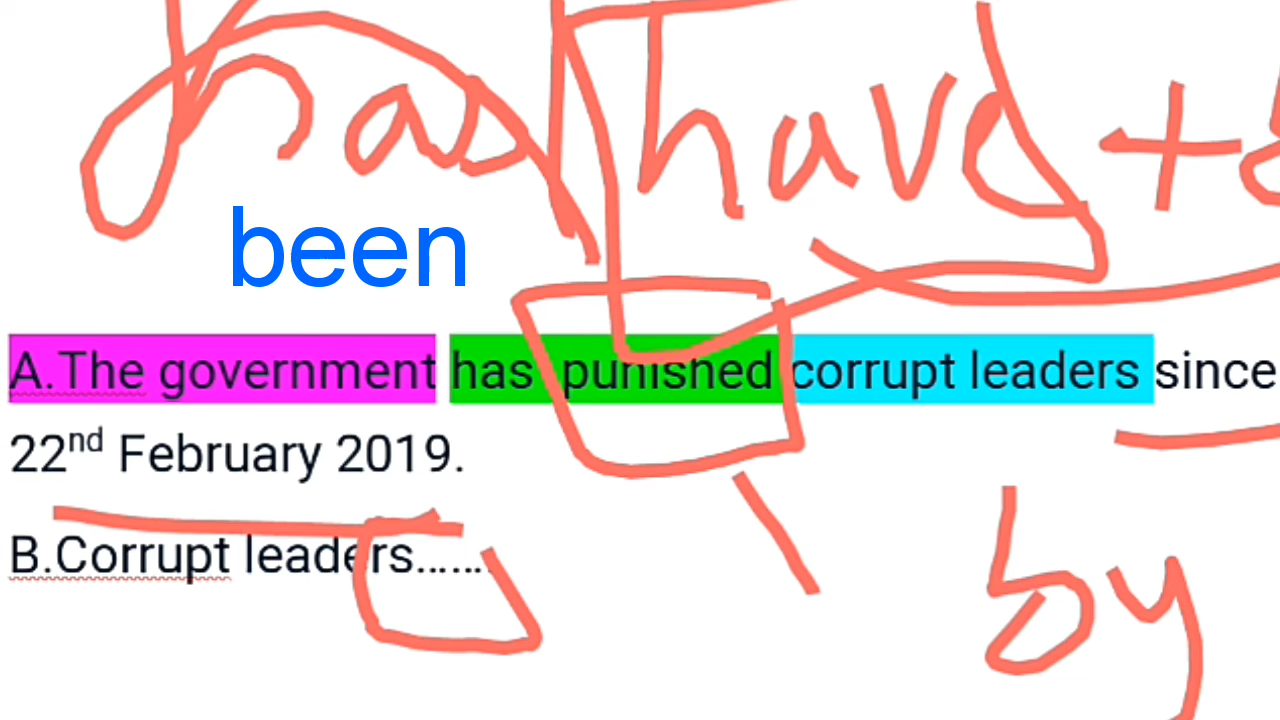 has have +
been
A.The government has punished corrupt leaders since
22nd February 2019.
B.Corrupt leaders......
by